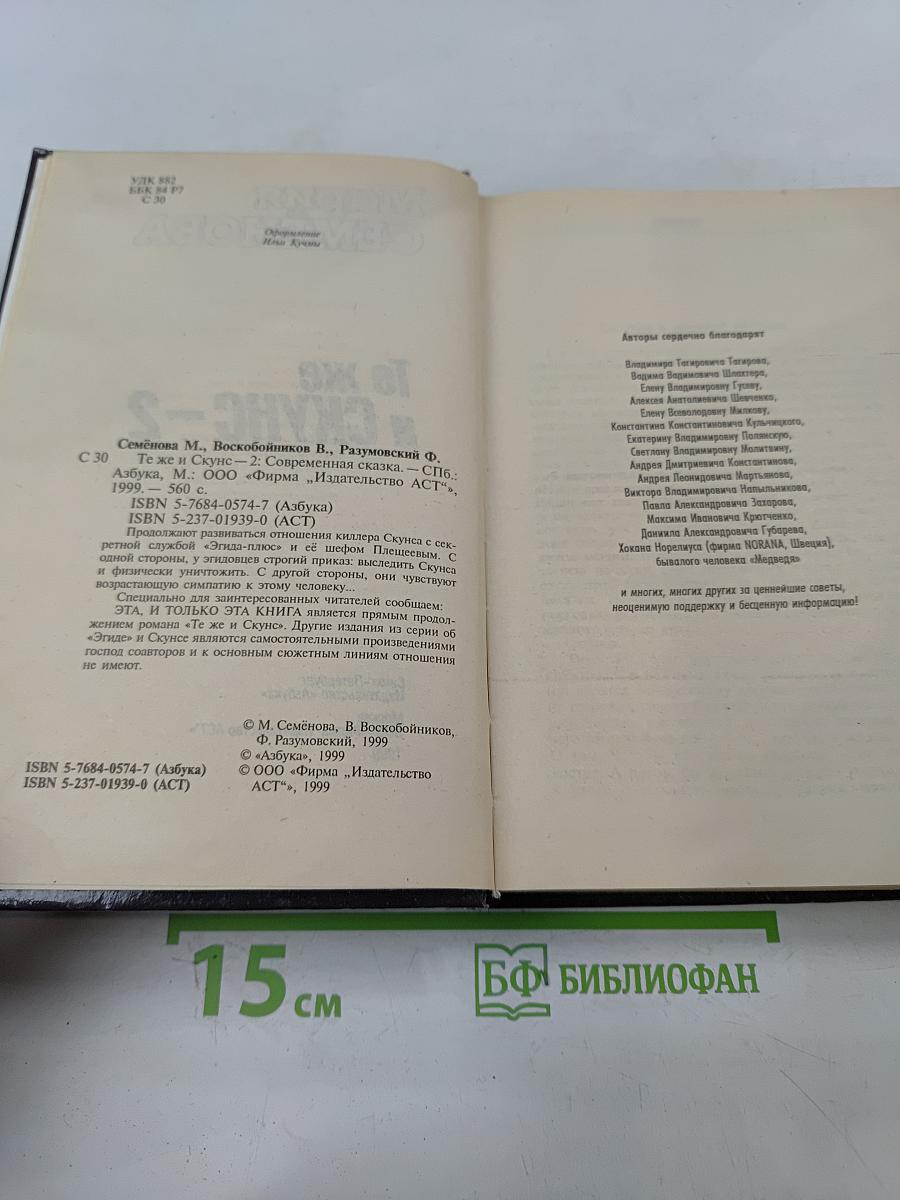 УДК 882
ББК 84 Р7
С 30
Оформление
Ильи Кучмы
Семёнова М., Воскобойников В., Разумовский Ф.
С 30 Те же и Скунс — 2: Современная сказка. — СПб.:
Азбука, М.: ООО «Фирма „Издательство АСТ“»,
1999. — 560 с.
ISBN 5-7684-0574-7 (Азбука)
ISBN 5-237-01939-0 (АСТ)
Продолжают развиваться отношения киллера Скунса с сек-
ретной службой «Эгида-плюс» и её шефом Плещеевым. С
одной стороны, у эгидовцев строгий приказ: выследить Скунса
и физически уничтожить. С другой стороны, они чувствуют
возрастающую симпатию к этому человеку...
Специально для заинтересованных читателей сообщаем:
ЭТА, И ТОЛЬКО ЭТА КНИГА является прямым продол-
жением романа «Те же и Скунс». Другие издания из серии об
«Эгиде» и Скунсе являются самостоятельными произведениями
господ соавторов и к основным сюжетным линиям отношения
не имеют.
© М. Семёнова, В. Воскобойников,
Ф. Разумовский, 1999
© «Азбука», 1999
© ООО «Фирма „Издательство
АСТ“», 1999
ISBN 5-7684-0574-7 (Азбука)
ISBN 5-237-01939-0 (АСТ)
Авторы сердечно благодарят
Владимира Тагировича Тагирова,
Вадима Вадимовича Шлахтера,
Елену Владимировну Гусеву,
Алексея Анатолиевича Шевченко,
Елену Всеволодовну Милкову,
Константина Константиновича Кульчицкого,
Екатерину Владимировну Полянскую,
Светлану Владимировну Молитвину,
Андрея Дмитриевича Константинова,
Андрея Леонидовича Мартьянова,
Виктора Владимировича Напыльникова,
Павла Александровича Захарова,
Максима Ивановича Крютченко,
Даниила Александровича Губарева,
Хокана Норелиуса (фирма NORANA, Швеция),
бывалого человека «Медведя»
и многих, многих других за ценнейшие советы,
неоценимую поддержку и бесценную информацию!
15 см
БФ БИБЛИОФАН